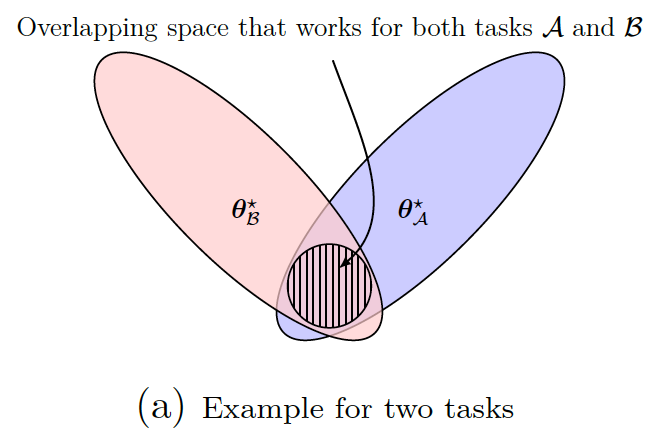 Overlapping space that works for both tasks 𝓐 and 𝓑
θ*𝓑
θ*𝓐
(a) Example for two tasks